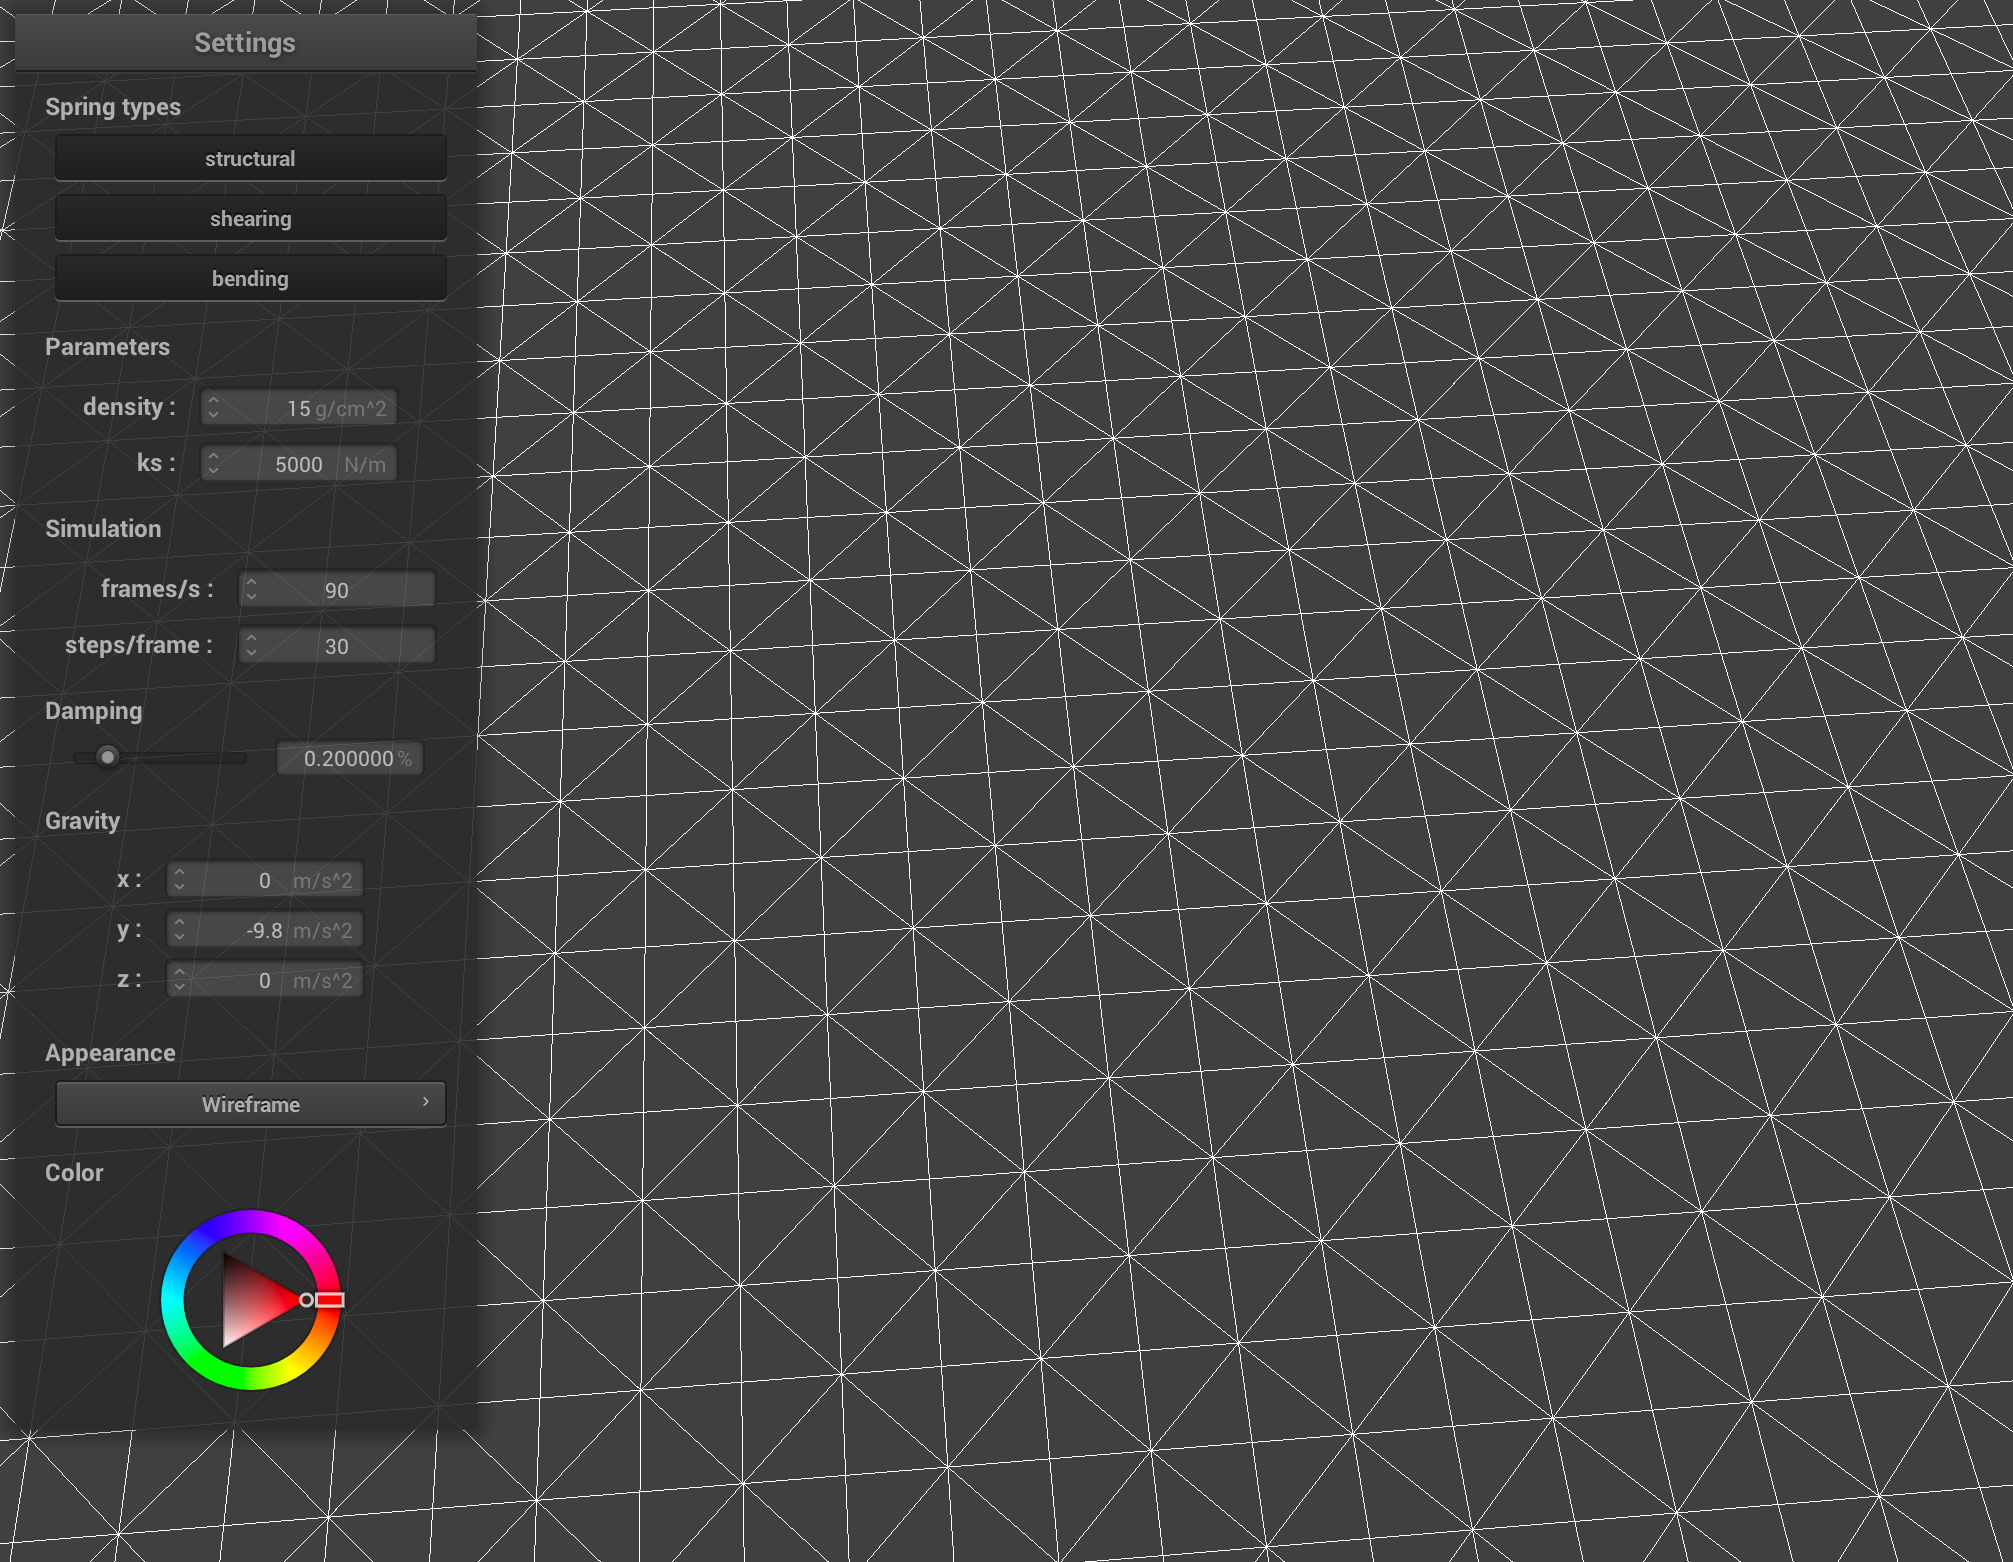 Settings
Spring types
structural
shearing
bending
Parameters
density : 15 g/cm^2
ks : 5000 N/m
Simulation
frames/s : 90
steps/frame : 30
Damping
0.200000 %
Gravity
x : 0 m/s^2
y : -9.8 m/s^2
z : 0 m/s^2
Appearance
Wireframe
Color